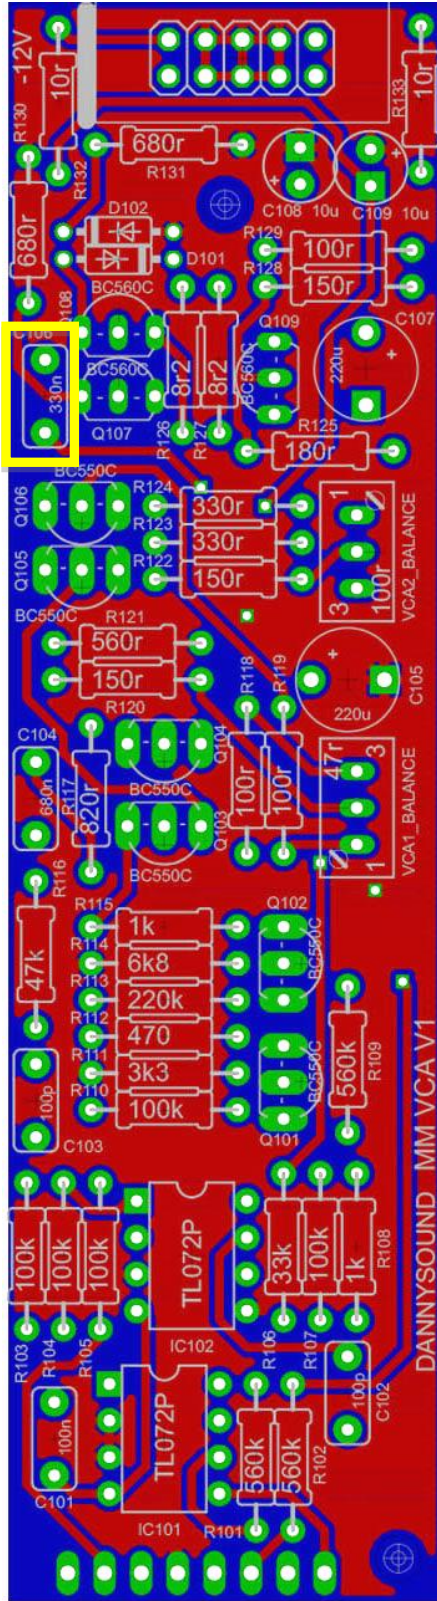 -12V
R130
10r
R132
680r
R131
R133
10r
C108
10u
C109
10u
680r
D102
D101
R129
100r
R128
150r
BC560C
Q108
C107
220u
C106
330n
BC560C
Q107
8r2
8r2
R126
R127
Q109
BC560C
R125
180r
BC550C
Q106
R124
330r
R123
330r
R122
150r
Q105
BC550C
1
3
100r
VCA2_BALANCE
R121
560r
150r
R120
R118
R119
C105
220u
C104
680n
R117
820r
Q104
BC550C
Q103
BC550C
100r
100r
47r
3
1
VCA1_BALANCE
R116
47k
R115
1k
R114
6k8
R113
220k
R112
470
R111
3k3
R110
100k
Q102
BC550C
BC550C
Q101
560k
R109
100p
C103
100k
100k
100k
R103
R104
R105
TL072P
IC102
33k
100k
1k
R106
R107
R108
DANNYSOUND MM VCA V1
100n
C101
TL072P
IC101
560k
560k
R101
R102
100p
C102